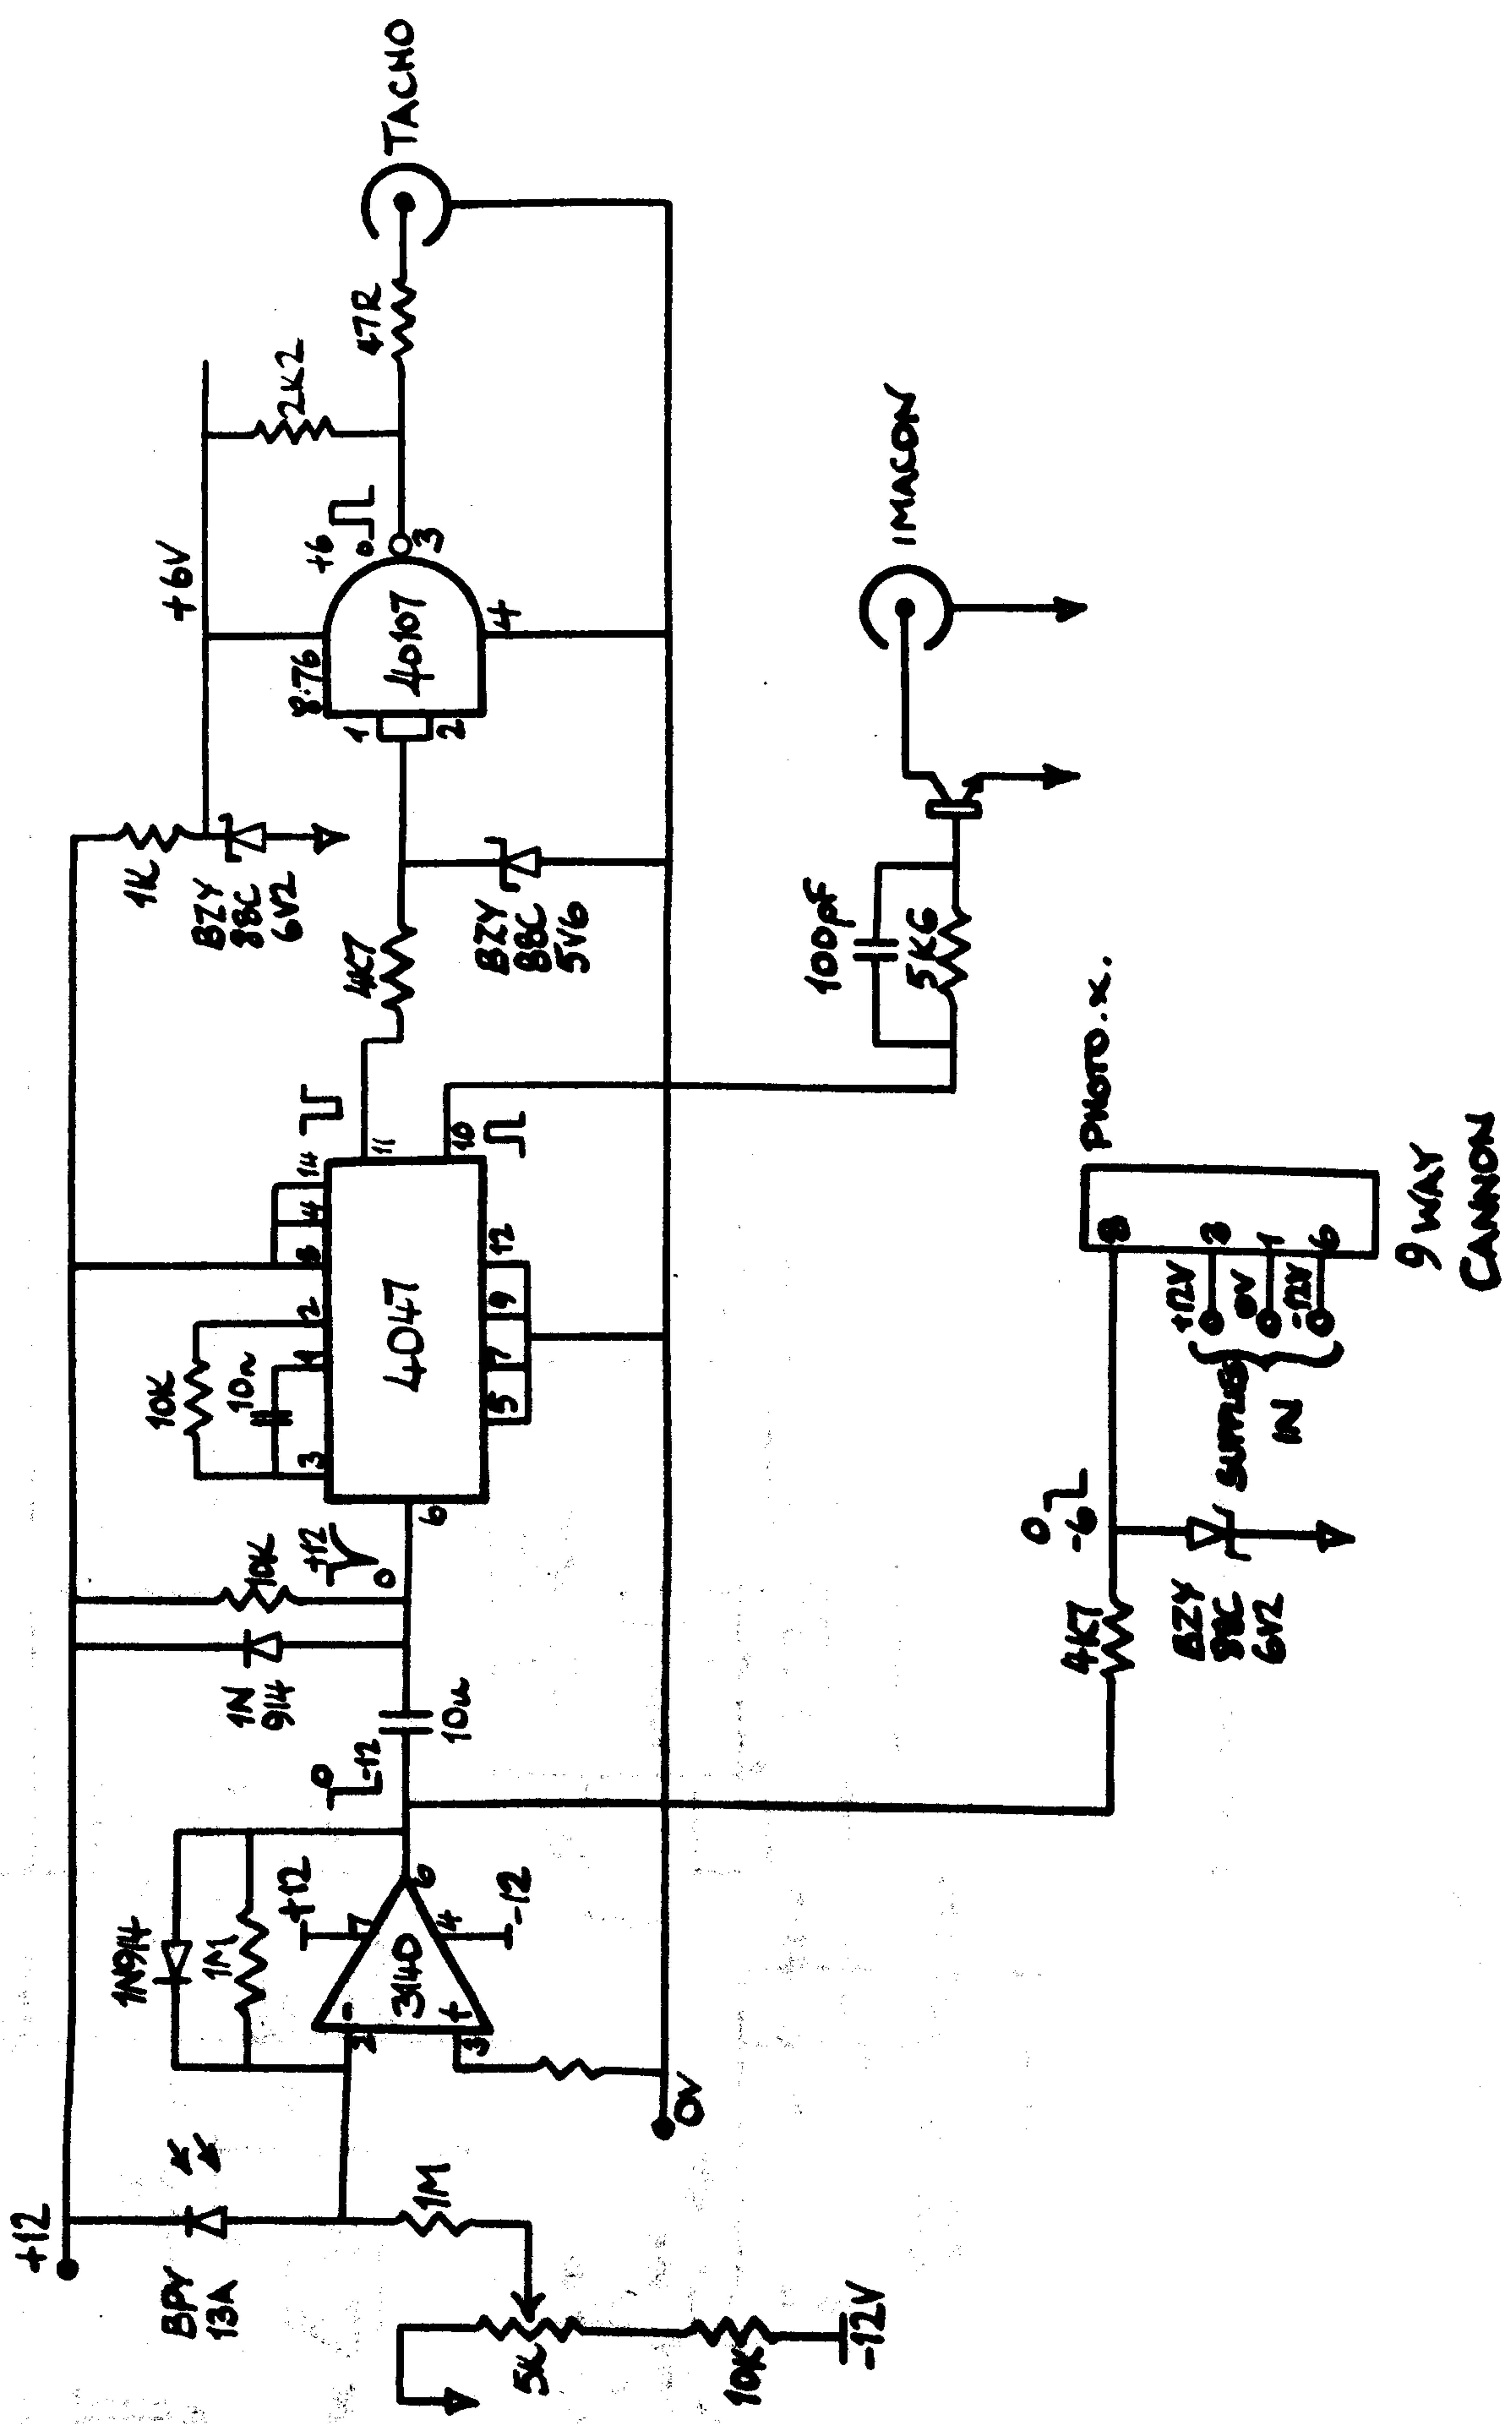 +12
BPY
13A
5K
10K
-12V
1M
1N914
1M
2
3
-
+
3140
+12
7
4
-12
6
0V
0
-12
10n
1N
914
10K
+12
0
6
10K
10n
3
1
2
8
4
14
4047
5
7
9
12
11
10
4K7
BZY
88C
5V6
1K
BZY
88C
6V2
+6V
1
2
8.76
40107
4
+6
0
3
2K2
47R
TACHO
100pF
5K6
IMACON
4K7
BZY
88C
6V2
0
-6
8
3
1
6
+12V
0V
-12V
SUPPLIES
IN
PHOTO.X.
9 WAY
CANNON